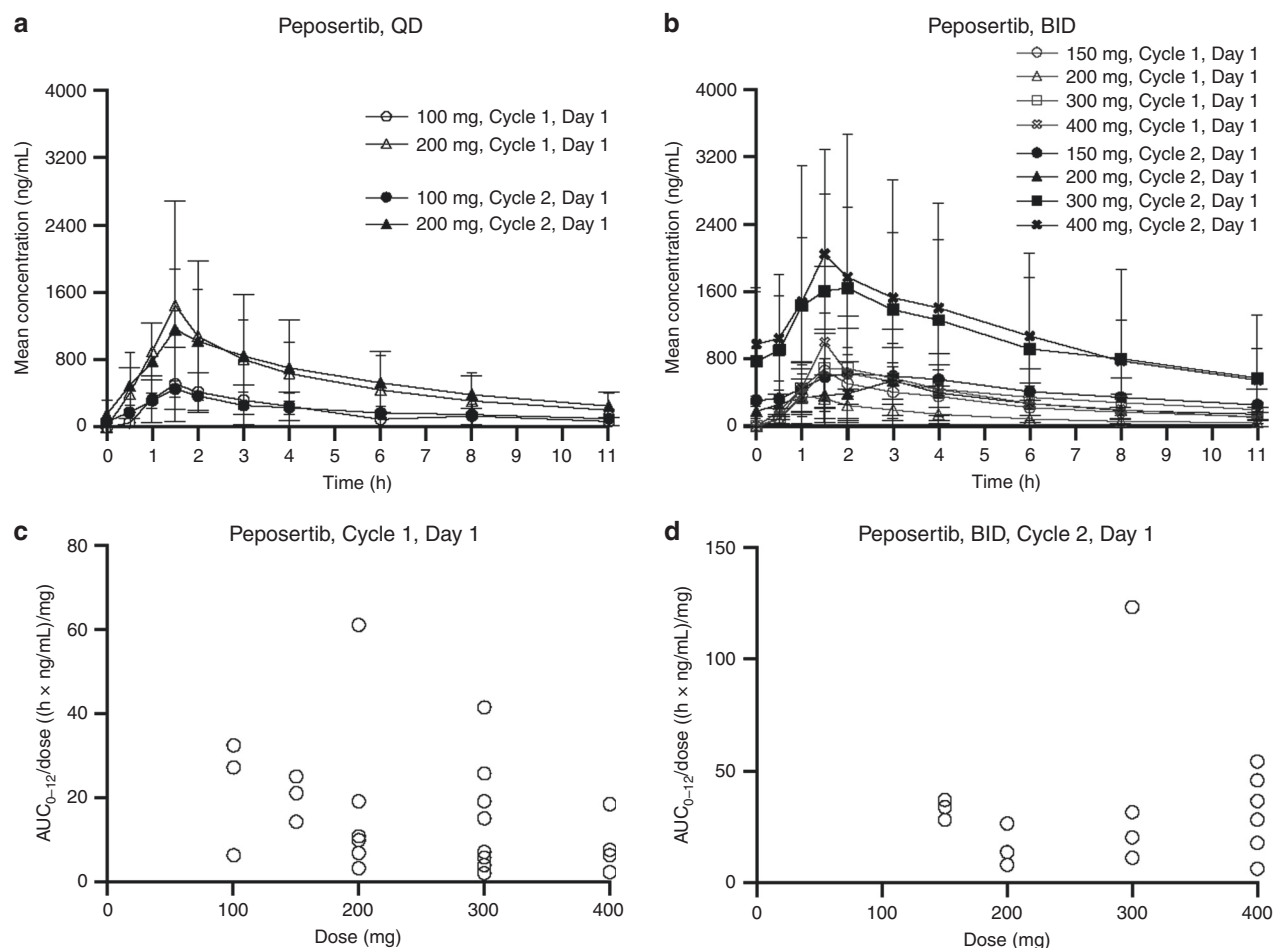 a
Peposertib, QD
Mean concentration (ng/mL)
4000
3200
2400
1600
800
0
100 mg, Cycle 1, Day 1
200 mg, Cycle 1, Day 1
100 mg, Cycle 2, Day 1
200 mg, Cycle 2, Day 1
0 1 2 3 4 5 6 7 8 9 10 11
Time (h)
b
Peposertib, BID
Mean concentration (ng/mL)
4000
3200
2400
1600
800
0
150 mg, Cycle 1, Day 1
200 mg, Cycle 1, Day 1
300 mg, Cycle 1, Day 1
400 mg, Cycle 1, Day 1
150 mg, Cycle 2, Day 1
200 mg, Cycle 2, Day 1
300 mg, Cycle 2, Day 1
400 mg, Cycle 2, Day 1
0 1 2 3 4 5 6 7 8 9 10 11
Time (h)
c
Peposertib, Cycle 1, Day 1
AUC0–12/dose ((h × ng/mL)/mg)
80
60
40
20
0
0 100 200 300 400
Dose (mg)
d
Peposertib, BID, Cycle 2, Day 1
AUC0–12/dose ((h × ng/mL)/mg)
150
100
50
0
0 100 200 300 400
Dose (mg)